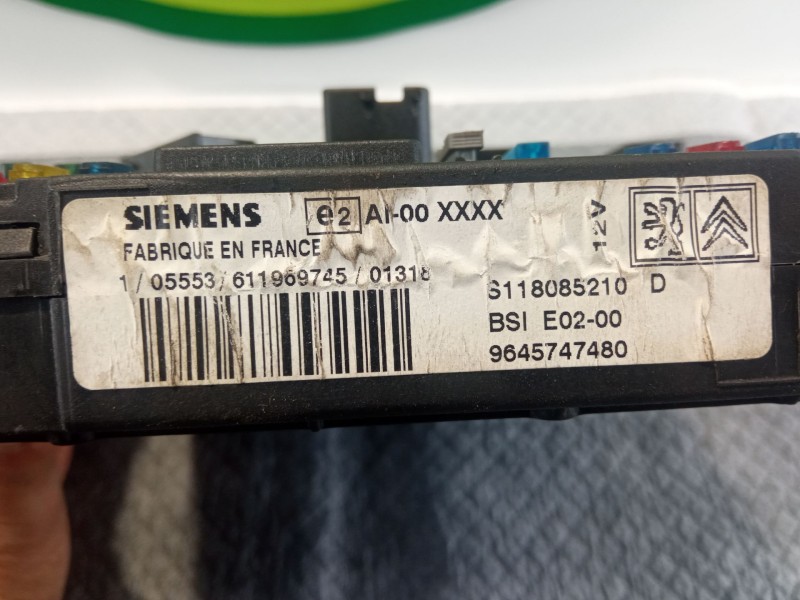 SIEMENS e2 AI-00 XXXX
FABRIQUE EN FRANCE
1/05553/611969745/01318
12V
S118085210 D
BSI E02-00
9645747480